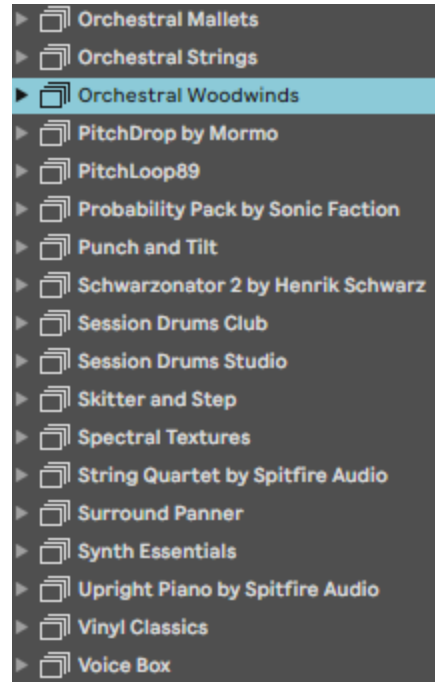 Orchestral Mallets
Orchestral Strings
Orchestral Woodwinds
PitchDrop by Mormo
PitchLoop89
Probability Pack by Sonic Faction
Punch and Tilt
Schwarzonator 2 by Henrik Schwarz
Session Drums Club
Session Drums Studio
Skitter and Step
Spectral Textures
String Quartet by Spitfire Audio
Surround Panner
Synth Essentials
Upright Piano by Spitfire Audio
Vinyl Classics
Voice Box